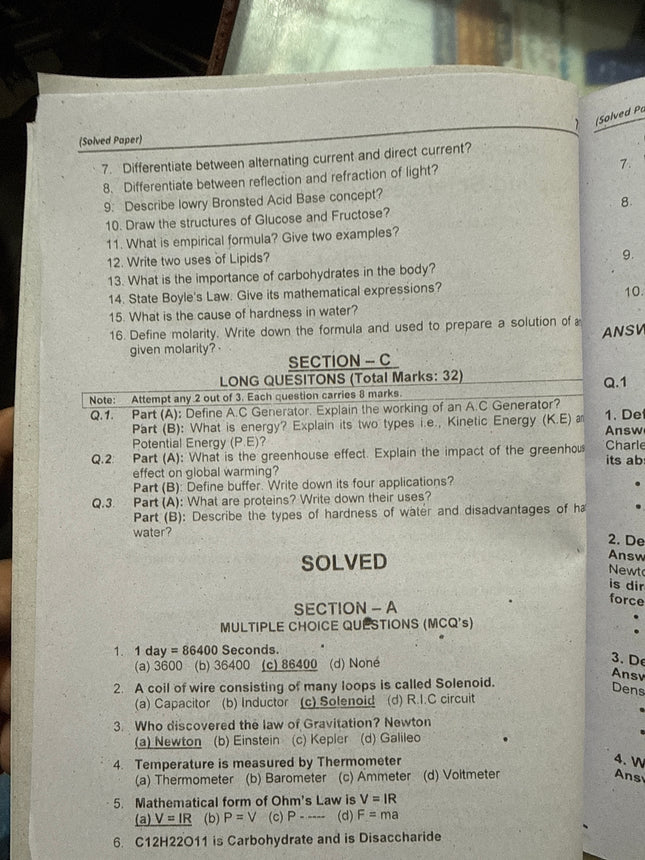 (Solved Paper)
7. Differentiate between alternating current and direct current?
8. Differentiate between reflection and refraction of light?
9. Describe lowry Bronsted Acid Base concept?
10. Draw the structures of Glucose and Fructose?
11. What is empirical formula? Give two examples?
12. Write two uses of Lipids?
13. What is the importance of carbohydrates in the body?
14. State Boyle's Law. Give its mathematical expressions?
15. What is the cause of hardness in water?
16. Define molarity. Write down the formula and used to prepare a solution of a
given molarity?
SECTION – C
LONG QUESITONS (Total Marks: 32)
Note: Attempt any 2 out of 3. Each question carries 8 marks.
Q.1. Part (A): Define A.C Generator. Explain the working of an A.C Generator?
Part (B): What is energy? Explain its two types i.e., Kinetic Energy (K.E) an
Potential Energy (P.E)?
Q.2. Part (A): What is the greenhouse effect. Explain the impact of the greenhous
effect on global warming?
Part (B): Define buffer. Write down its four applications?
Q.3. Part (A): What are proteins? Write down their uses?
Part (B): Describe the types of hardness of water and disadvantages of ha
water?
SOLVED
SECTION – A
MULTIPLE CHOICE QUESTIONS (MCQ's)
1. 1 day = 86400 Seconds.
(a) 3600 (b) 36400 (c) 86400 (d) None
2. A coil of wire consisting of many loops is called Solenoid.
(a) Capacitor (b) Inductor (c) Solenoid (d) R.I.C circuit
3. Who discovered the law of Gravitation? Newton
(a) Newton (b) Einstein (c) Kepler (d) Galileo
4. Temperature is measured by Thermometer
(a) Thermometer (b) Barometer (c) Ammeter (d) Voltmeter
5. Mathematical form of Ohm's Law is V = IR
(a) V = IR (b) P = V (c) P - ---- (d) F = ma
6. C12H22O11 is Carbohydrate and is Disaccharide
(Solved Pa
7.
8.
9.
10.
ANSW
Q.1
1. Def
Answ
Charle
its ab
2. De
Answ
Newto
is dir
force
3. De
Answ
Dens
4. W
Answ